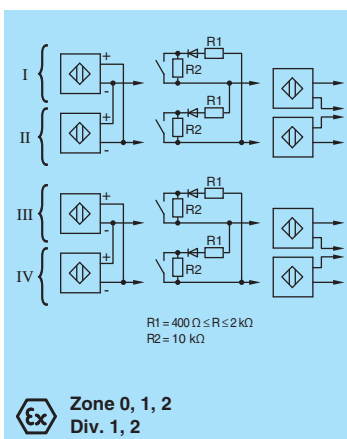 I
+
-
R1
R2
II
+
-
R1
R2
III
+
-
R1
R2
IV
+
-
R1
R2
R1 = 400 Ω ≤ R ≤ 2 kΩ
R2 = 10 kΩ
Ex
Zone 0, 1, 2
Div. 1, 2